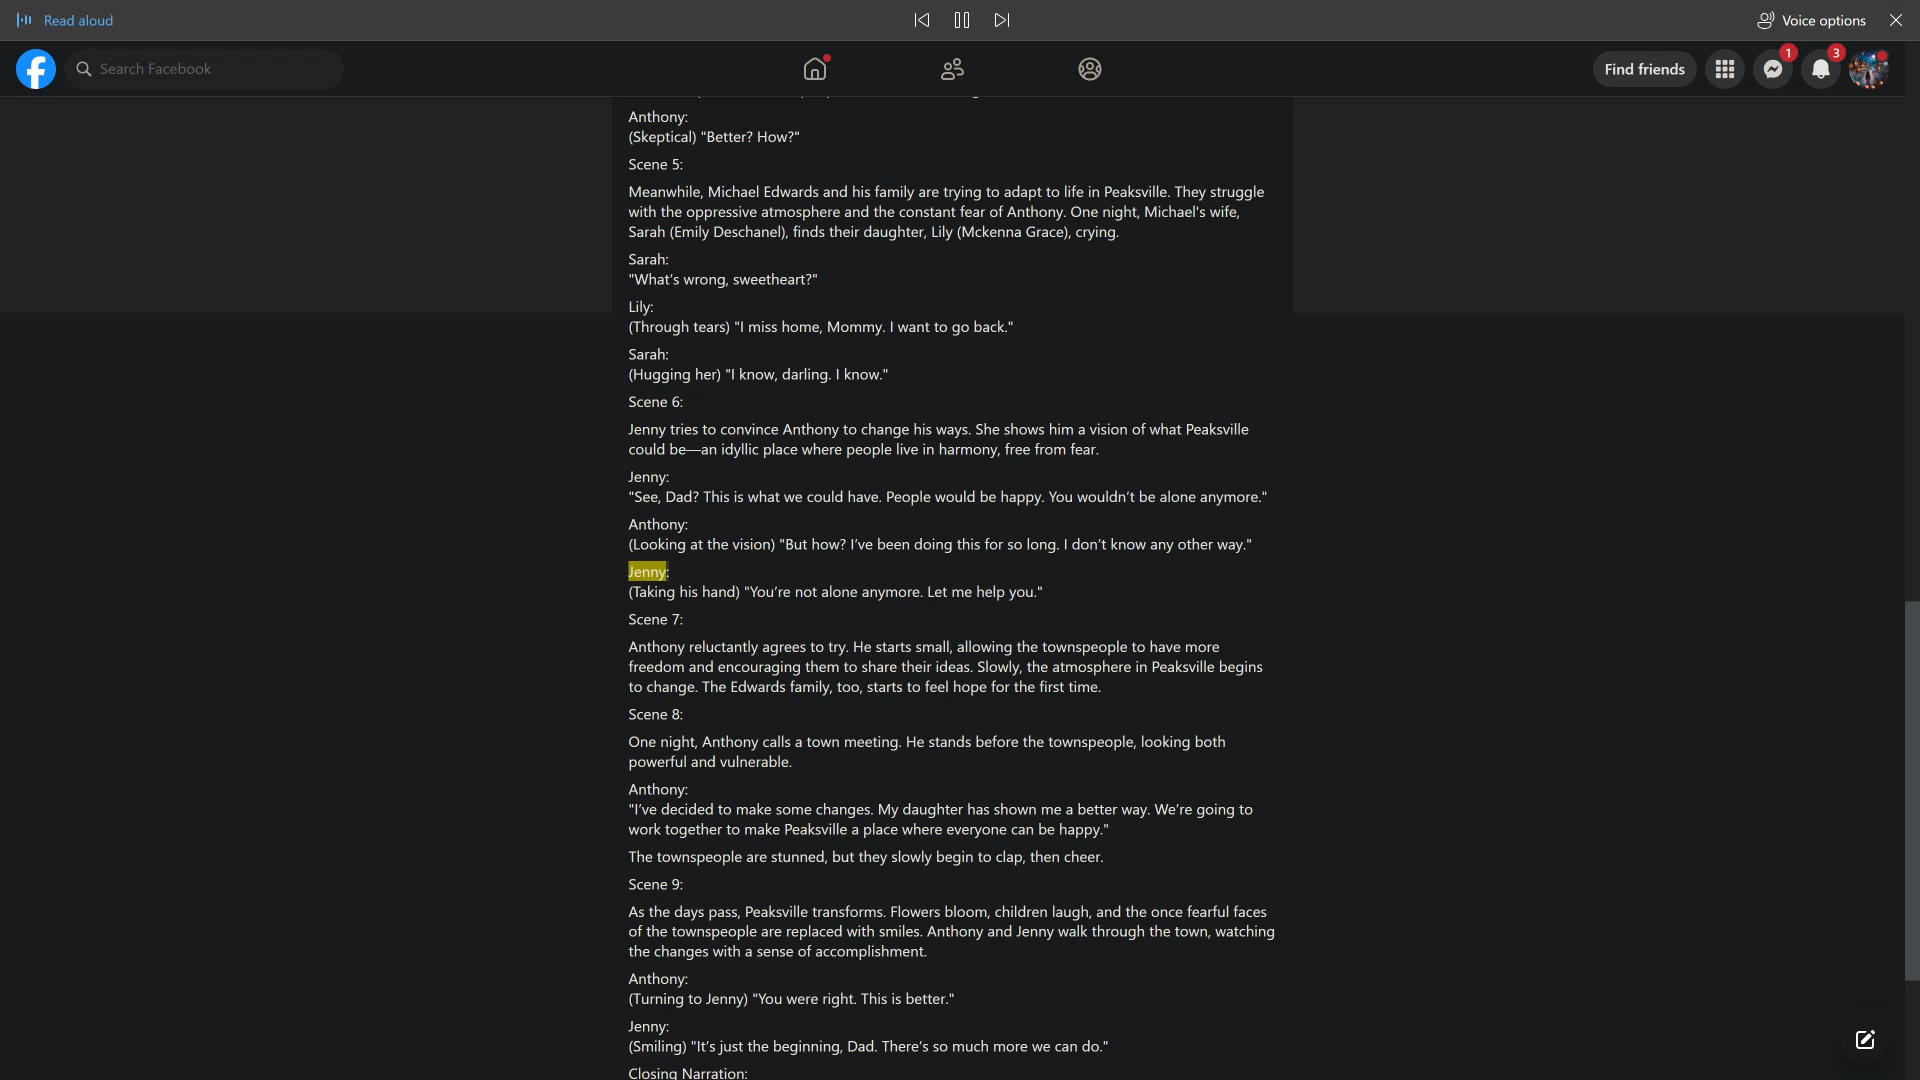 Read aloud
Voice options
Search Facebook
Find friends
1
3
Anthony:
(Skeptical) "Better? How?"
Scene 5:
Meanwhile, Michael Edwards and his family are trying to adapt to life in Peaksville. They struggle
with the oppressive atmosphere and the constant fear of Anthony. One night, Michael's wife,
Sarah (Emily Deschanel), finds their daughter, Lily (Mckenna Grace), crying.
Sarah:
"What's wrong, sweetheart?"
Lily:
(Through tears) "I miss home, Mommy. I want to go back."
Sarah:
(Hugging her) "I know, darling. I know."
Scene 6:
Jenny tries to convince Anthony to change his ways. She shows him a vision of what Peaksville
could be—an idyllic place where people live in harmony, free from fear.
Jenny:
"See, Dad? This is what we could have. People would be happy. You wouldn't be alone anymore."
Anthony:
(Looking at the vision) "But how? I've been doing this for so long. I don't know any other way."
Jenny:
(Taking his hand) "You're not alone anymore. Let me help you."
Scene 7:
Anthony reluctantly agrees to try. He starts small, allowing the townspeople to have more
freedom and encouraging them to share their ideas. Slowly, the atmosphere in Peaksville begins
to change. The Edwards family, too, starts to feel hope for the first time.
Scene 8:
One night, Anthony calls a town meeting. He stands before the townspeople, looking both
powerful and vulnerable.
Anthony:
"I've decided to make some changes. My daughter has shown me a better way. We're going to
work together to make Peaksville a place where everyone can be happy."
The townspeople are stunned, but they slowly begin to clap, then cheer.
Scene 9:
As the days pass, Peaksville transforms. Flowers bloom, children laugh, and the once fearful faces
of the townspeople are replaced with smiles. Anthony and Jenny walk through the town, watching
the changes with a sense of accomplishment.
Anthony:
(Turning to Jenny) "You were right. This is better."
Jenny:
(Smiling) "It's just the beginning, Dad. There's so much more we can do."
Closing Narration: